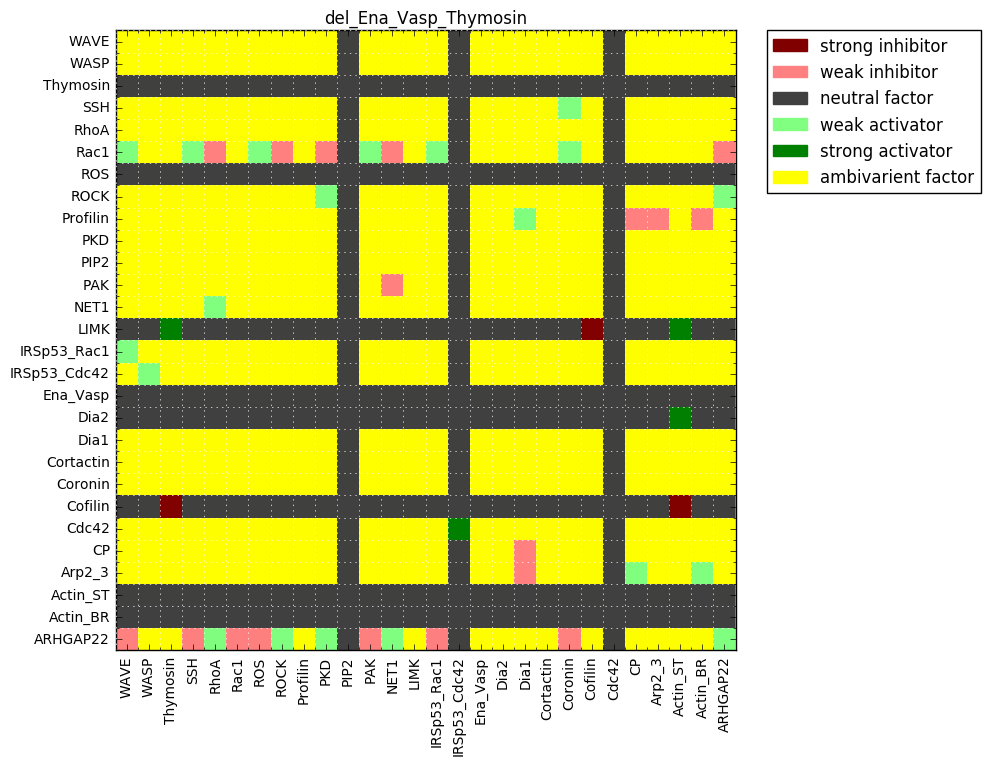 del_Ena_Vasp_Thymosin
WAVE
WASP
Thymosin
SSH
RhoA
Rac1
ROS
ROCK
Profilin
PKD
PIP2
PAK
NET1
LIMK
IRSp53_Rac1
IRSp53_Cdc42
Ena_Vasp
Dia2
Dia1
Cortactin
Coronin
Cofilin
Cdc42
CP
Arp2_3
Actin_ST
Actin_BR
ARHGAP22
WAVE
WASP
Thymosin
SSH
RhoA
Rac1
ROS
ROCK
Profilin
PKD
PIP2
PAK
NET1
LIMK
IRSp53_Rac1
IRSp53_Cdc42
Ena_Vasp
Dia2
Dia1
Cortactin
Coronin
Cofilin
Cdc42
CP
Arp2_3
Actin_ST
Actin_BR
ARHGAP22
strong inhibitor
weak inhibitor
neutral factor
weak activator
strong activator
ambivarient factor